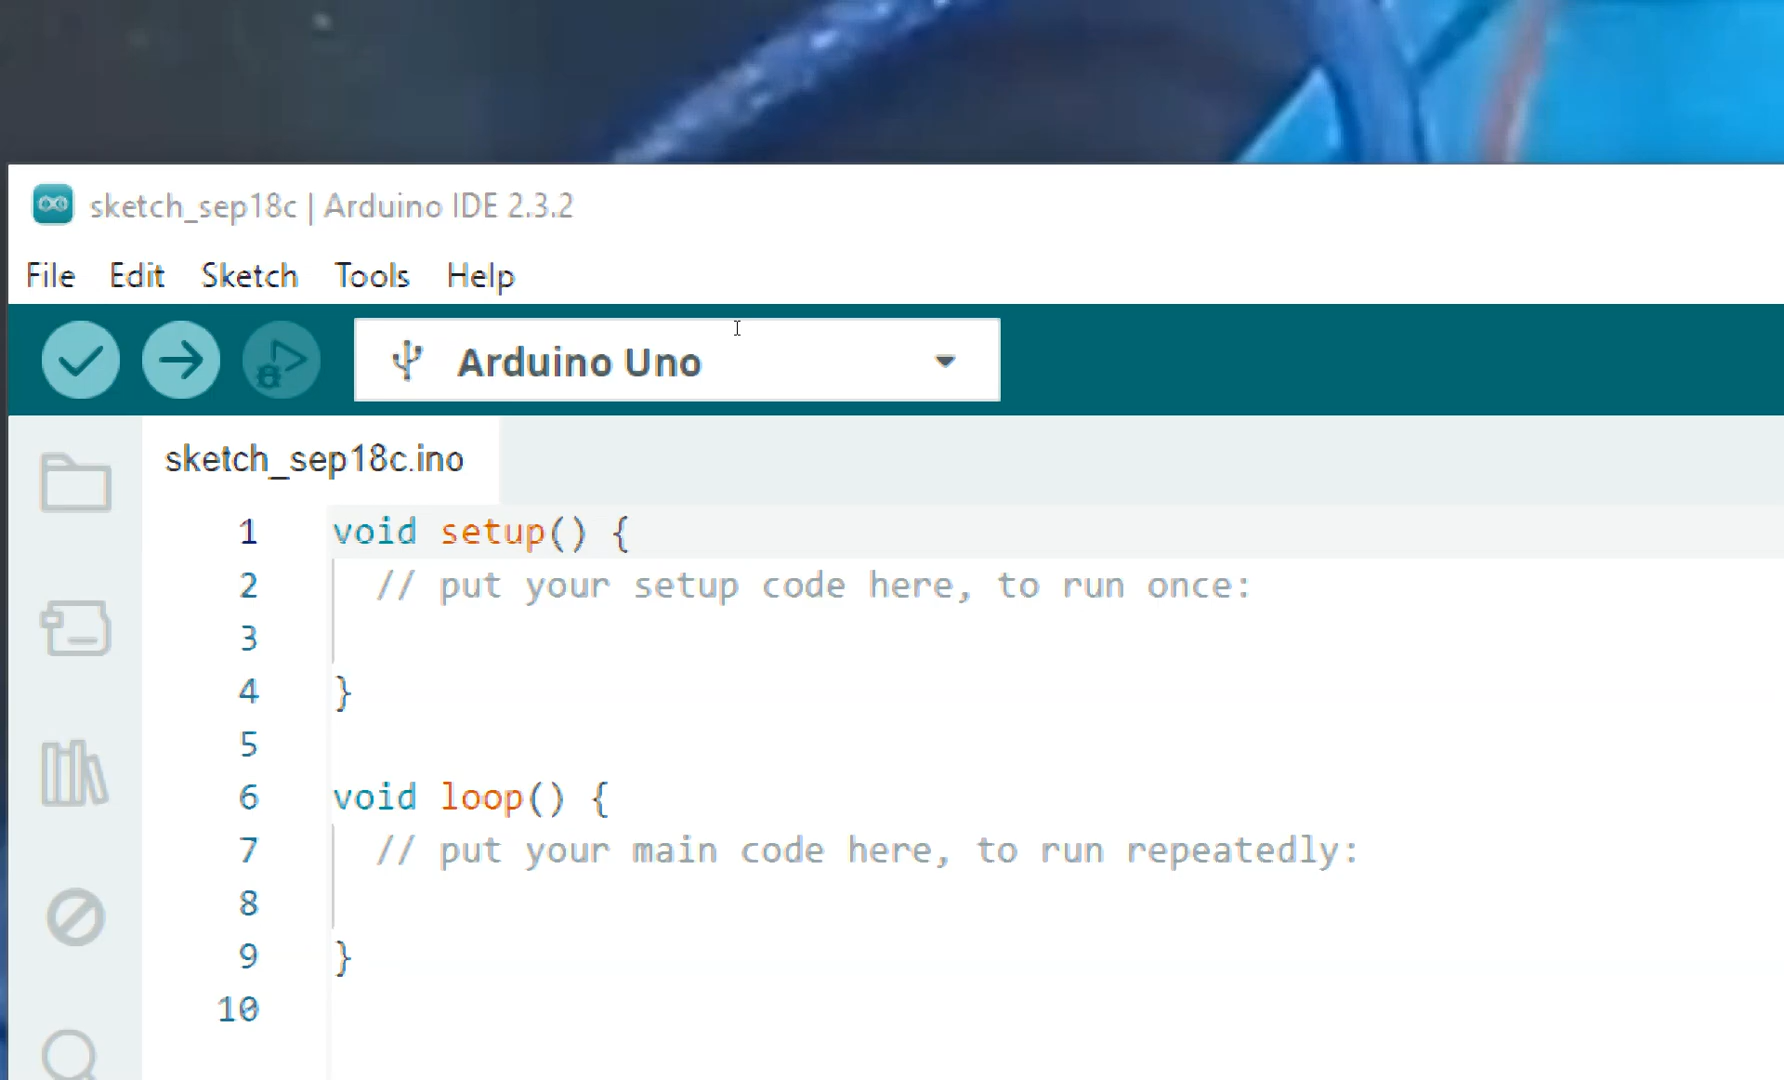 sketch_sep18c | Arduino IDE 2.3.2
File Edit Sketch Tools Help
Arduino Uno
sketch_sep18c.ino
1 void setup() {
2 // put your setup code here, to run once:
3
4 }
5
6 void loop() {
7 // put your main code here, to run repeatedly:
8
9 }
10